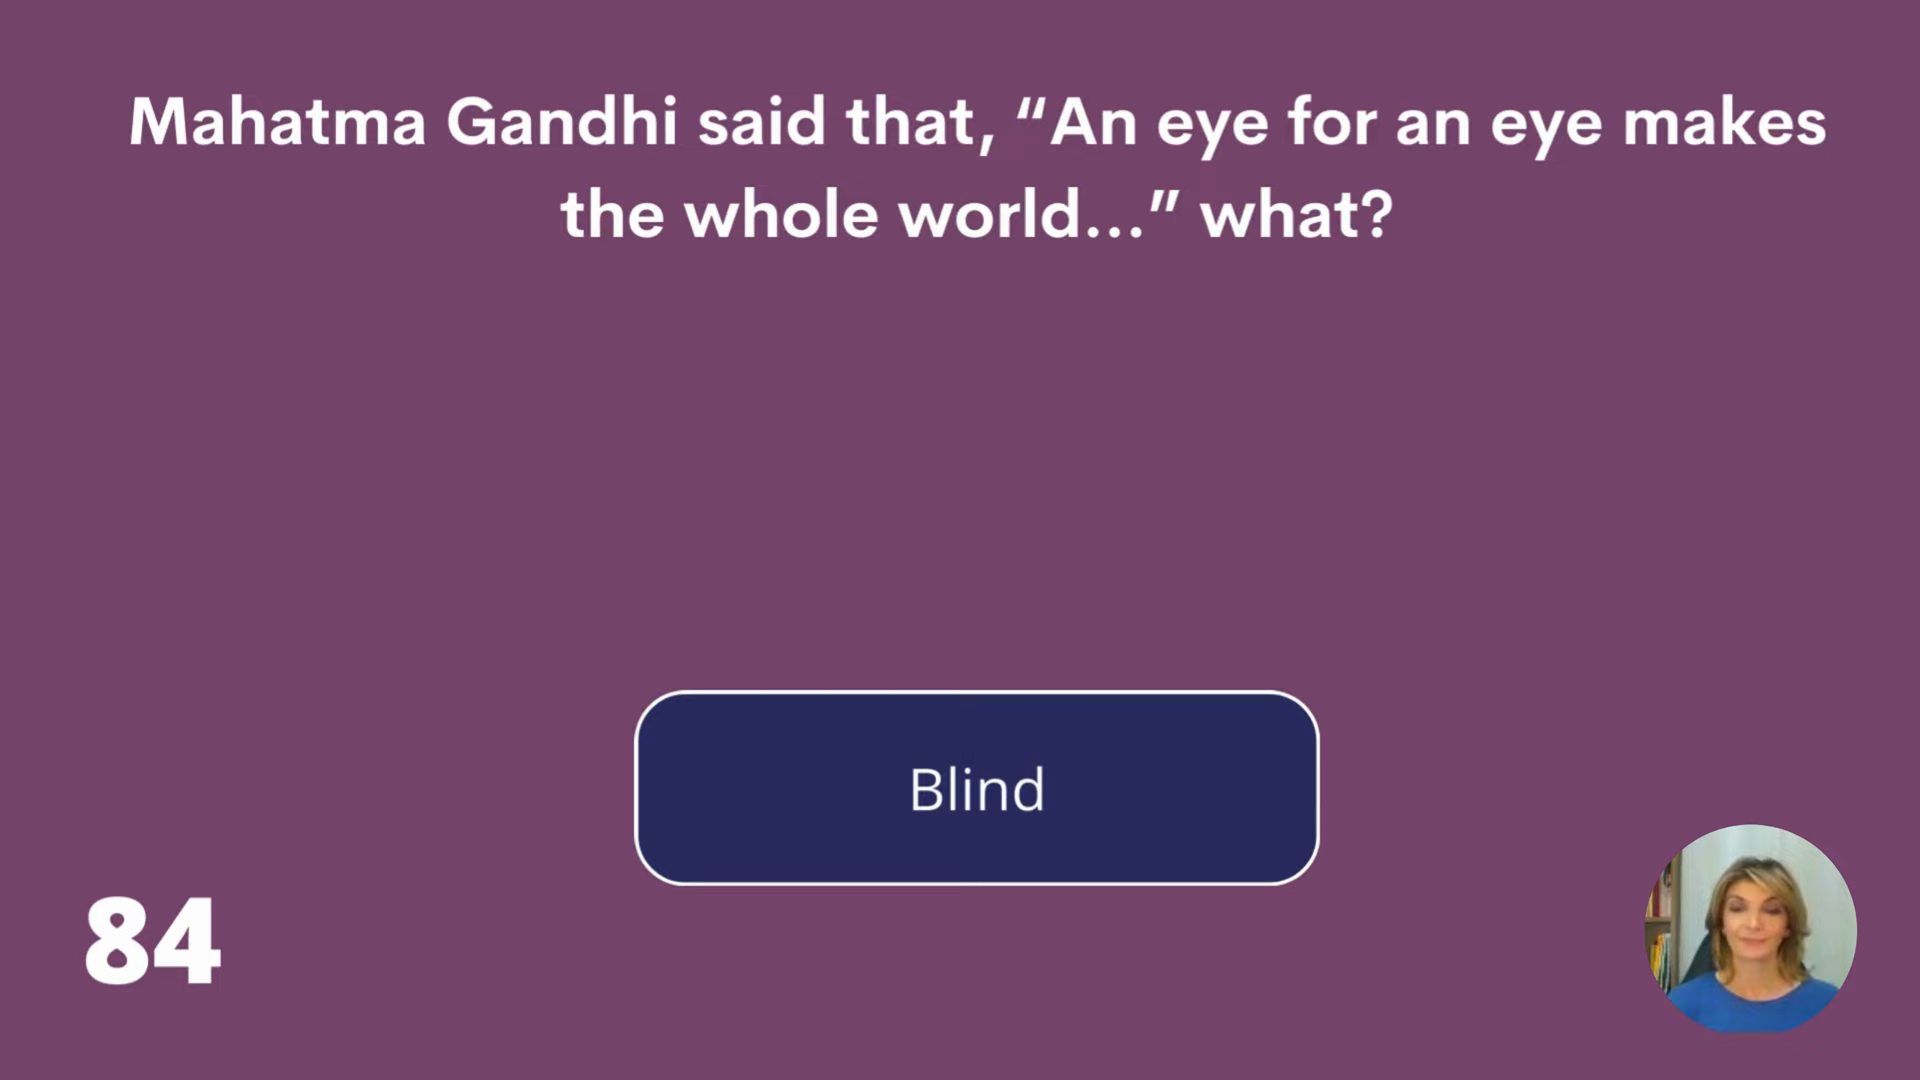 Mahatma Gandhi said that, “An eye for an eye makes
the whole world...” what?
Blind
84